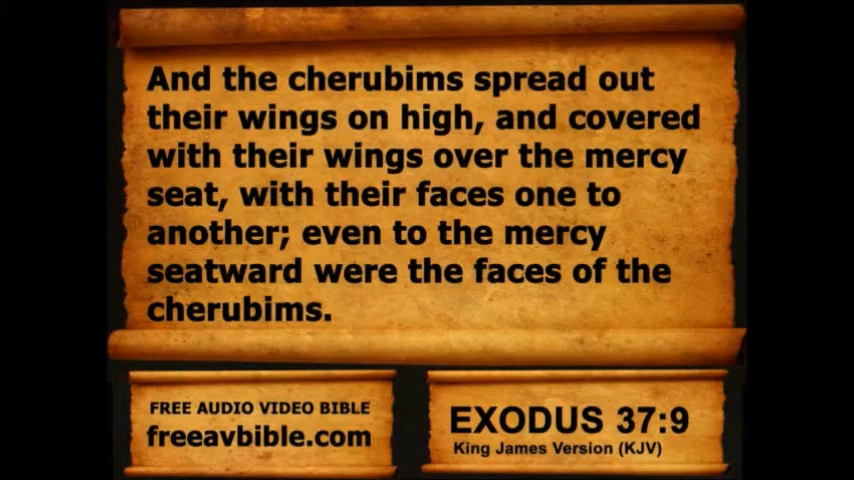 And the cherubims spread out
their wings on high, and covered
with their wings over the mercy
seat, with their faces one to
another; even to the mercy
seatward were the faces of the
cherubims.
FREE AUDIO VIDEO BIBLE
freeavbible.com
EXODUS 37:9
King James Version (KJV)